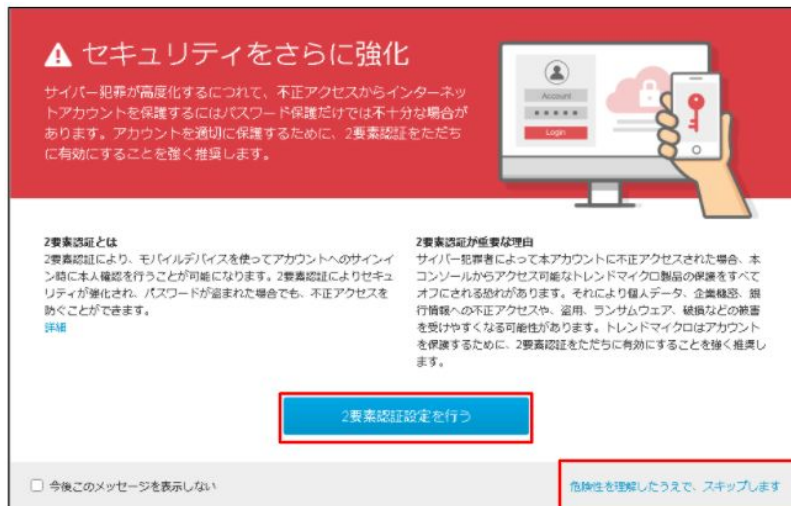 セキュリティをさらに強化
サイバー犯罪が高度化するにつれて、不正アクセスからインターネッ
トアカウントを保護するにはパスワード保護だけでは不十分な場合が
あります。アカウントを適切に保護するために、2要素認証をただち
に有効にすることを強く推奨します。
Account
Login
2要素認証とは
2要素認証により、モバイルデバイスを使ってアカウントへのサインイ
ン時に本人確認を行うことが可能になります。2要素認証によりセキュ
リティが強化され、パスワードが盗まれた場合でも、不正アクセスを
防ぐことができます。
詳細
2要素認証が重要な理由
サイバー犯罪者によって本アカウントに不正アクセスされた場合、本
コンソールからアクセス可能なトレンドマイクロ製品の保護をすべて
オフにされる恐れがあります。それにより個人データ、企業機密、銀
行情報への不正アクセスや、盗用、ランサムウェア、破損などの被害
を受けやすくなる可能性があります。トレンドマイクロはアカウント
を保護するために、2要素認証をただちに有効にすることを強く推奨し
ます。
2要素認証設定を行う
今後このメッセージを表示しない
危険性を理解したうえで、スキップします